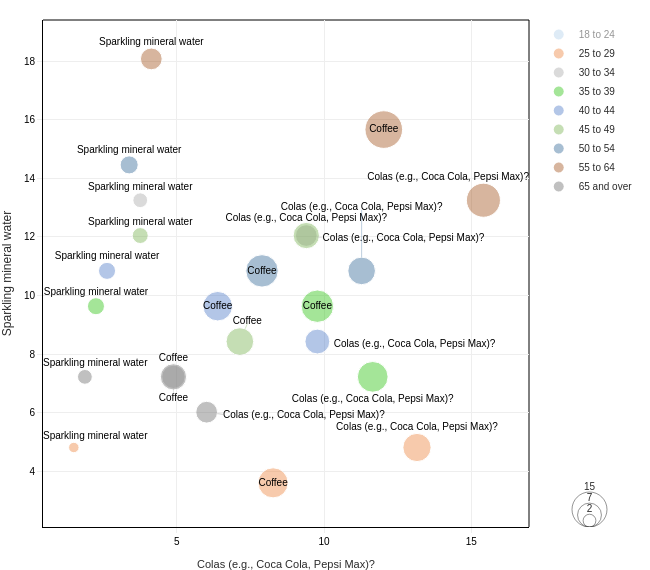 Sparkling mineral water
18 to 24
25 to 29
30 to 34
35 to 39
40 to 44
45 to 49
50 to 54
55 to 64
65 and over
18
16
Coffee
Sparkling mineral water
14
Colas (e.g., Coca Cola, Pepsi Max)?
Sparkling mineral water
Colas (e.g., Coca Cola, Pepsi Max)?
Colas (e.g., Coca Cola, Pepsi Max)?
Sparkling mineral water
12
Colas (e.g., Coca Cola, Pepsi Max)?
Sparkling mineral water
Coffee
10
Sparkling mineral water
Coffee
Coffee
Coffee
Colas (e.g., Coca Cola, Pepsi Max)?
8
Coffee
Sparkling mineral water
Coffee
Colas (e.g., Coca Cola, Pepsi Max)?
6
Colas (e.g., Coca Cola, Pepsi Max)?
Colas (e.g., Coca Cola, Pepsi Max)?
Sparkling mineral water
4
Coffee
15
7
2
5
10
15
Colas (e.g., Coca Cola, Pepsi Max)?
Sparkling mineral water